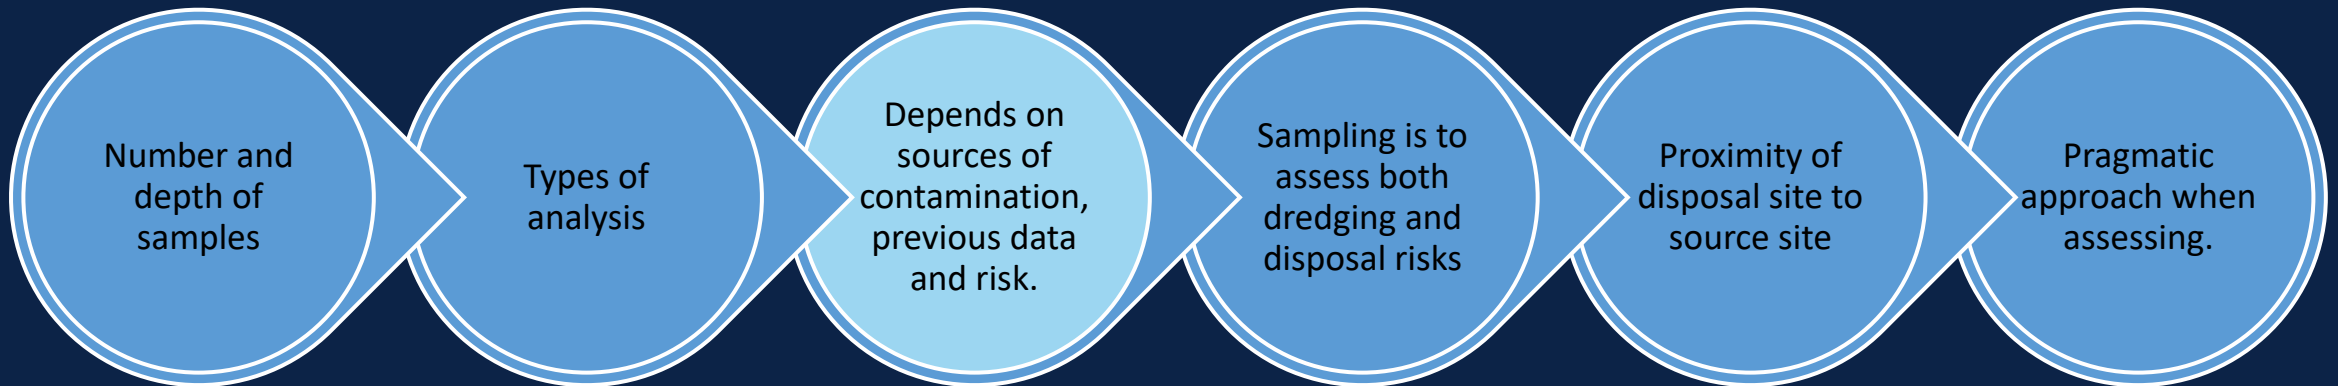 Number and
depth of
samples
Types of
analysis
Depends on
sources of
contamination,
previous data
and risk.
Sampling is to
assess both
dredging and
disposal risks
Proximity of
disposal site to
source site
Pragmatic
approach when
assessing.